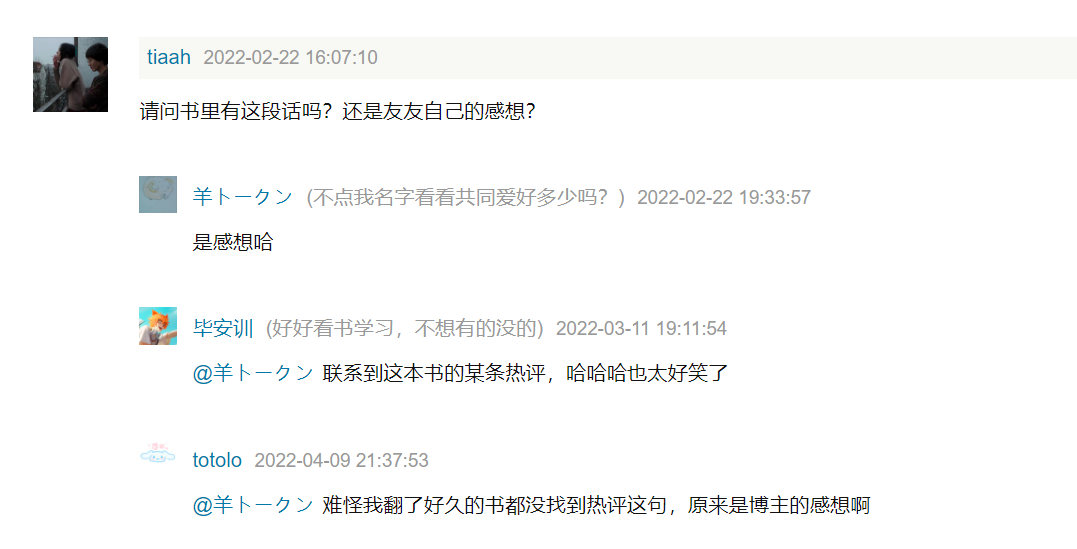 tiaah 2022-02-22 16:07:10
请问书里有这段话吗？还是友友自己的感想？
羊トークン (不点我名字看看共同爱好多少吗？) 2022-02-22 19:33:57
是感想哈
毕安训 (好好看书学习，不想有的没的) 2022-03-11 19:11:54
@羊トークン 联系到这本书的某条热评，哈哈哈也太好笑了
totolo 2022-04-09 21:37:53
@羊トークン 难怪我翻了好久的书都没找到热评这句，原来是博主的感想啊